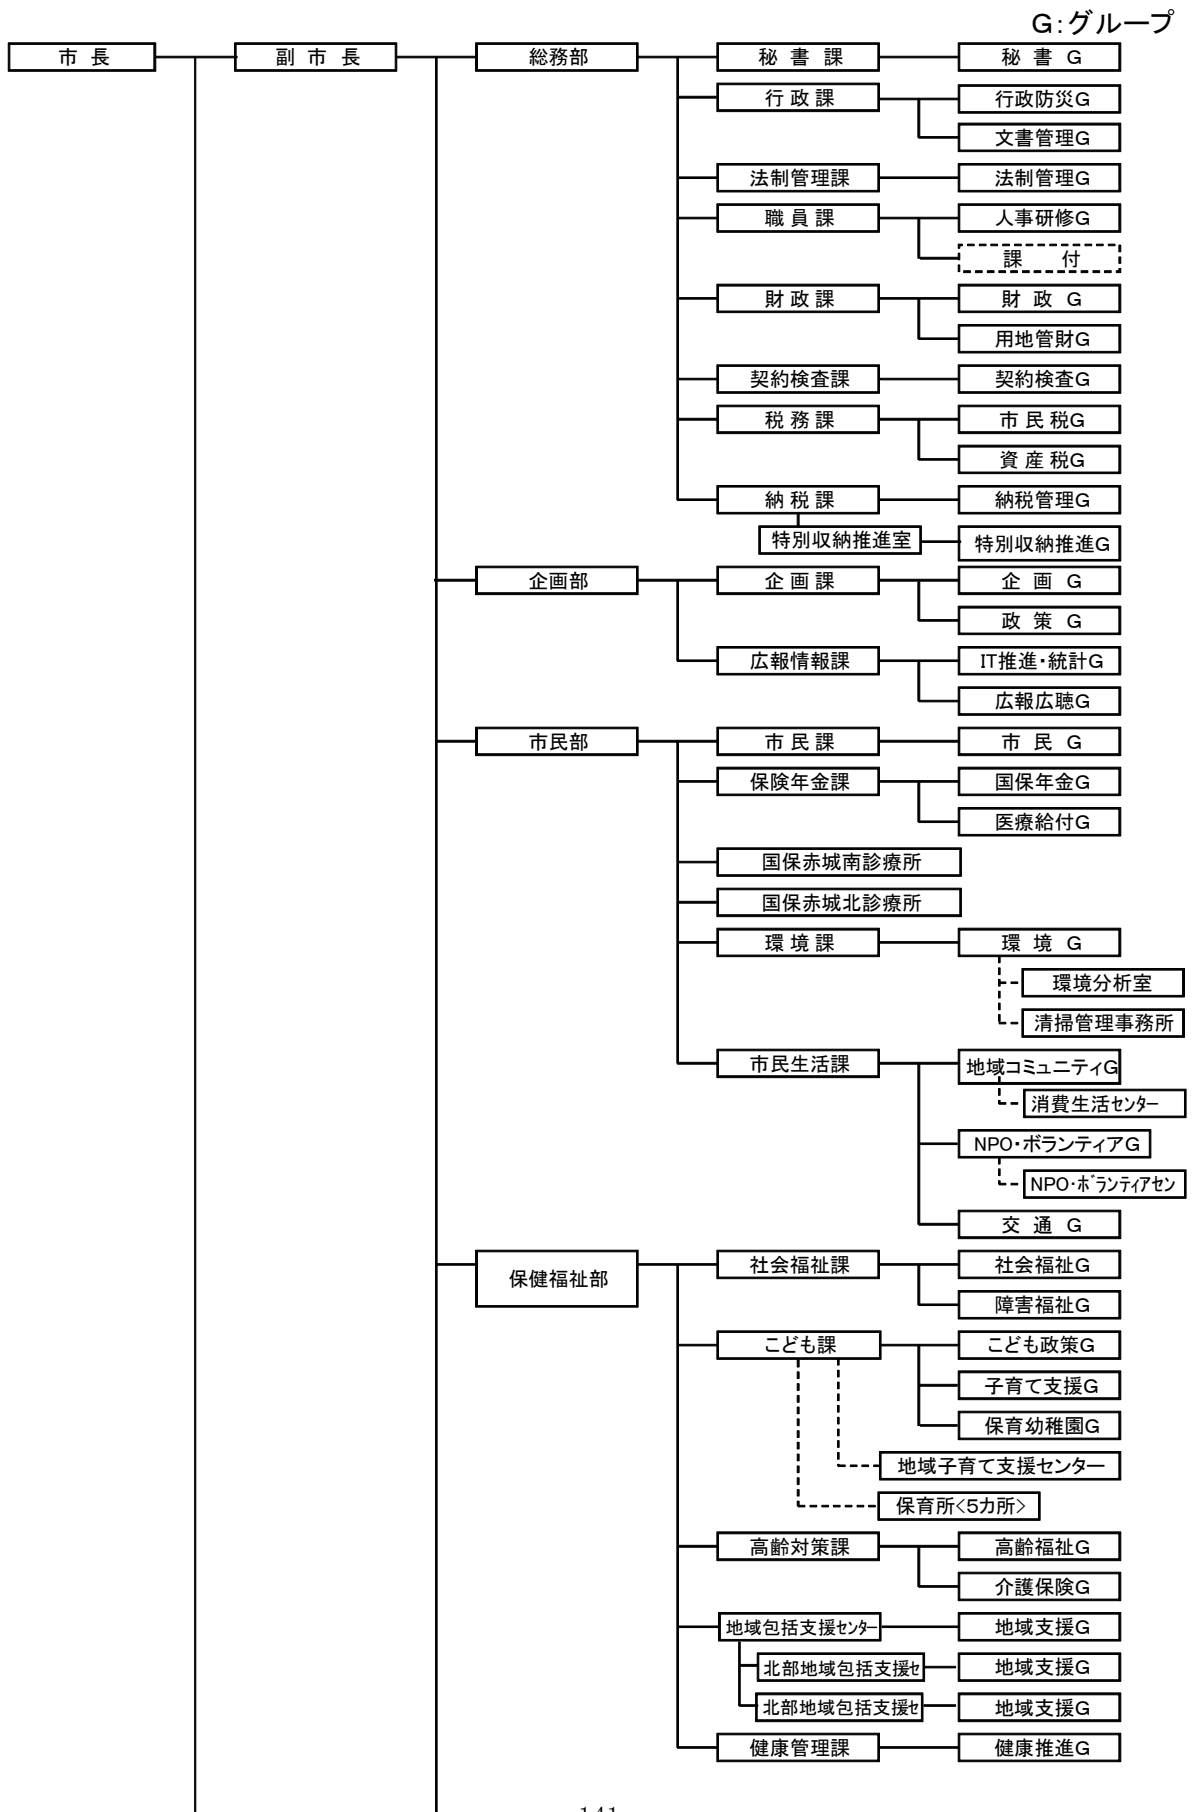 G:グループ
市 長 副 市 長 総務部 秘 書 課 秘 書 G
行 政 課 行政防災G
文書管理G
法制管理課 法制管理G
職 員 課 人事研修G
課 付
財 政 課 財 政 G
用地管財G
契約検査課 契約検査G
税 務 課 市 民 税G
資 産 税G
納 税 課 納税管理G
特別収納推進室 特別収納推進G
企画部 企 画 課 企 画 G
政 策 G
広報情報課 IT推進・統計G
広報広聴G
市民部 市 民 課 市 民 G
保険年金課 国保年金G
医療給付G
国保赤城南診療所
国保赤城北診療所
環 境 課 環 境 G
環境分析室
清掃管理事務所
市民生活課 地域コミュニティG
消費生活センター
NPO・ボランティアG
NPO・ボランティアセン
交 通 G
保健福祉部 社会福祉課 社会福祉G
障害福祉G
こども課 こども政策G
子育て支援G
保育幼稚園G
地域子育て支援センター
保育所<5カ所>
高齢対策課 高齢福祉G
介護保険G
地域包括支援センター 地域支援G
北部地域包括支援セ 地域支援G
北部地域包括支援セ 地域支援G
健康管理課 健康推進G
141